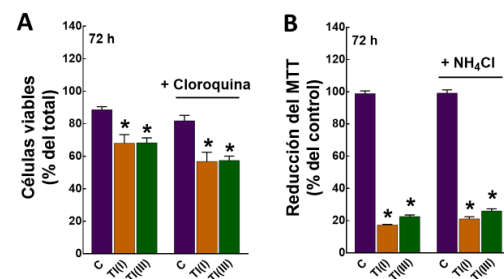 A
72 h
+ Cloroquina
Células viables
(% del total)
140
120
100
80
60
40
20
0
* * * *
C Tl(I) Tl(III) C Tl(I) Tl(III)
B
72 h
+ NH₄Cl
Reducción del MTT
(% del control)
140
120
100
80
60
40
20
0
* * * *
C Tl(I) Tl(III) C Tl(I) Tl(III)